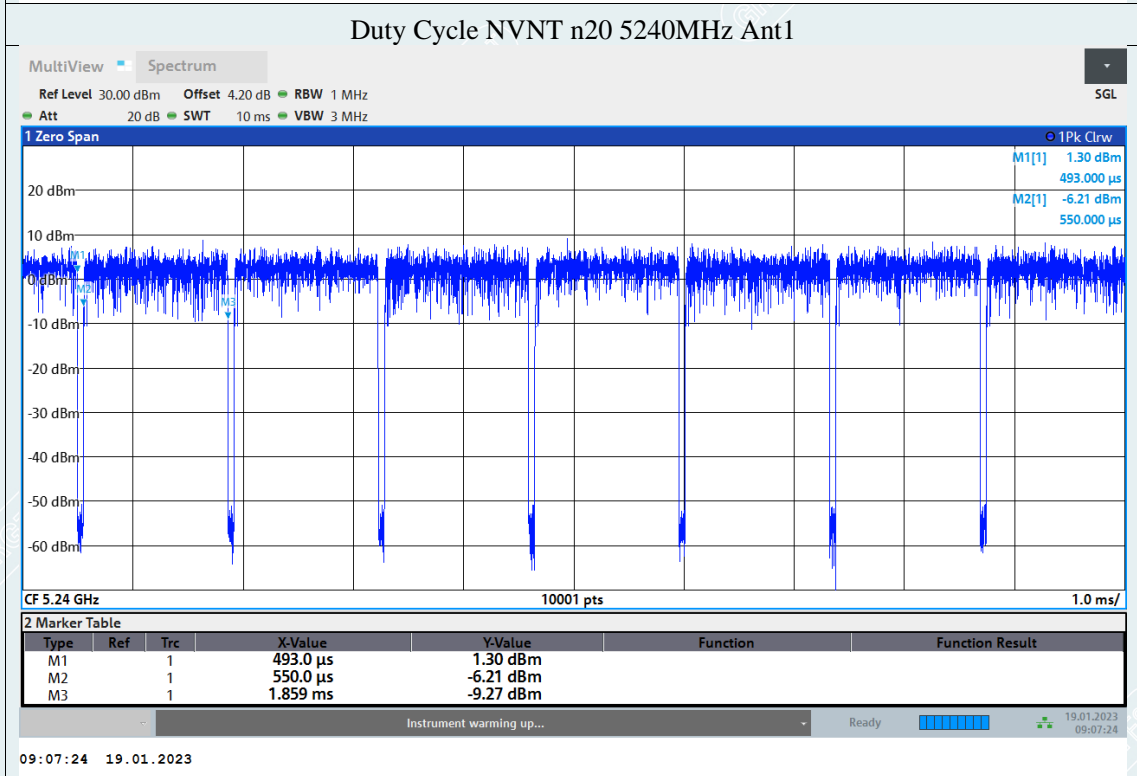 Duty Cycle NVNT n20 5240MHz Ant1
MultiView Spectrum
Ref Level 30.00 dBm Offset 4.20 dB RBW 1 MHz SGL
Att 20 dB SWT 10 ms VBW 3 MHz
1 Zero Span 1Pk Clrw
M1[1] 1.30 dBm
493.000 µs
20 dBm
M2[1] -6.21 dBm
550.000 µs
10 dBm
M1
0 dBm
M2
M3
-10 dBm
-20 dBm
-30 dBm
-40 dBm
-50 dBm
-60 dBm
CF 5.24 GHz 10001 pts 1.0 ms/
2 Marker Table
Type Ref Trc X-Value Y-Value Function Function Result
M1 1 493.0 µs 1.30 dBm
M2 1 550.0 µs -6.21 dBm
M3 1 1.859 ms -9.27 dBm
Instrument warming up... Ready 19.01.2023
09:07:24
09:07:24 19.01.2023